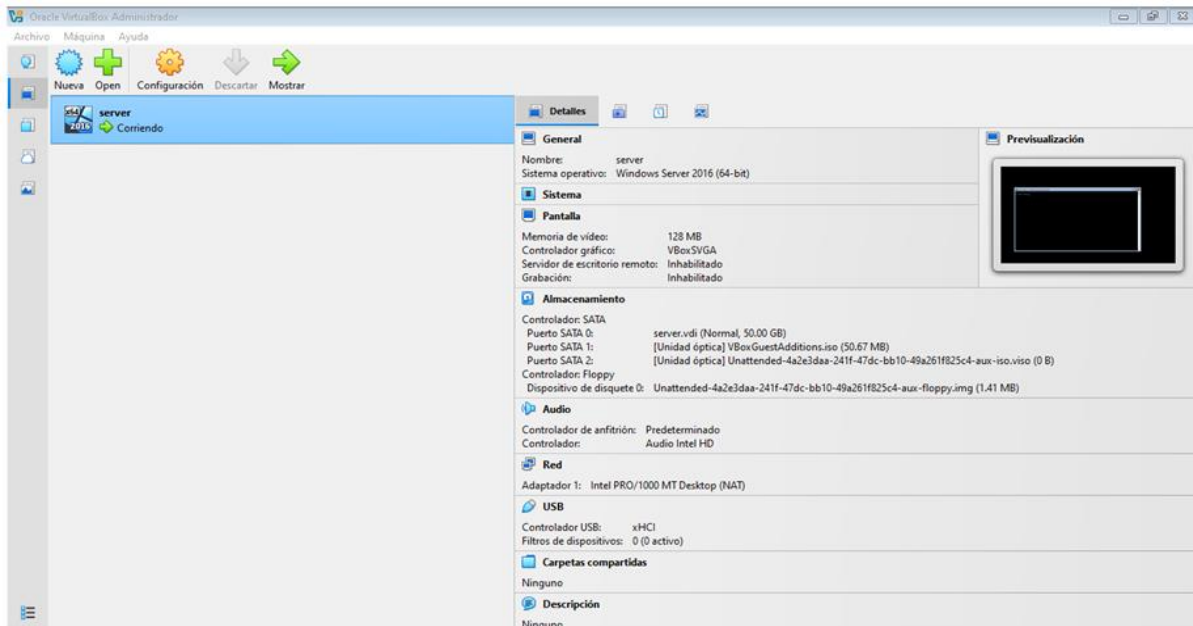 Oracle VirtualBox Administrador
Archivo Máquina Ayuda
Nueva Open Configuración Descartar Mostrar
server
Corriendo
x64
2016
Detalles
General
Nombre: server
Sistema operativo: Windows Server 2016 (64-bit)
Previsualización
Sistema
Pantalla
Memoria de vídeo: 128 MB
Controlador gráfico: VBoxSVGA
Servidor de escritorio remoto: Inhabilitado
Grabación: Inhabilitado
Almacenamiento
Controlador: SATA
Puerto SATA 0: server.vdi (Normal, 50.00 GB)
Puerto SATA 1: [Unidad óptica] VBoxGuestAdditions.iso (50.67 MB)
Puerto SATA 2: [Unidad óptica] Unattended-4a2e3daa-241f-47dc-bb10-49a261f825c4-aux-iso.viso (0 B)
Controlador: Floppy
Dispositivo de disquete 0: Unattended-4a2e3daa-241f-47dc-bb10-49a261f825c4-aux-floppy.img (1.41 MB)
Audio
Controlador de anfitrión: Predeterminado
Controlador: Audio Intel HD
Red
Adaptador 1: Intel PRO/1000 MT Desktop (NAT)
USB
Controlador USB: xHCI
Filtros de dispositivos: 0 (0 activo)
Carpetas compartidas
Ninguno
Descripción
Ninguno